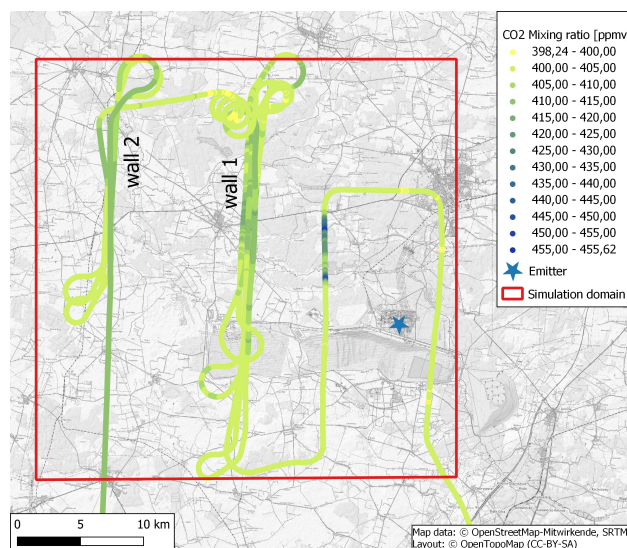 CO2 Mixing ratio [ppmv
398,24 - 400,00
400,00 - 405,00
405,00 - 410,00
410,00 - 415,00
415,00 - 420,00
420,00 - 425,00
425,00 - 430,00
430,00 - 435,00
435,00 - 440,00
440,00 - 445,00
445,00 - 450,00
450,00 - 455,00
455,00 - 455,62
Emitter
Simulation domain
wall 2
wall 1
0 5 10 km
Map data: © OpenStreetMap-Mitwirkende, SRTM
Layout: © OpenTopoMap (CC-BY-SA)